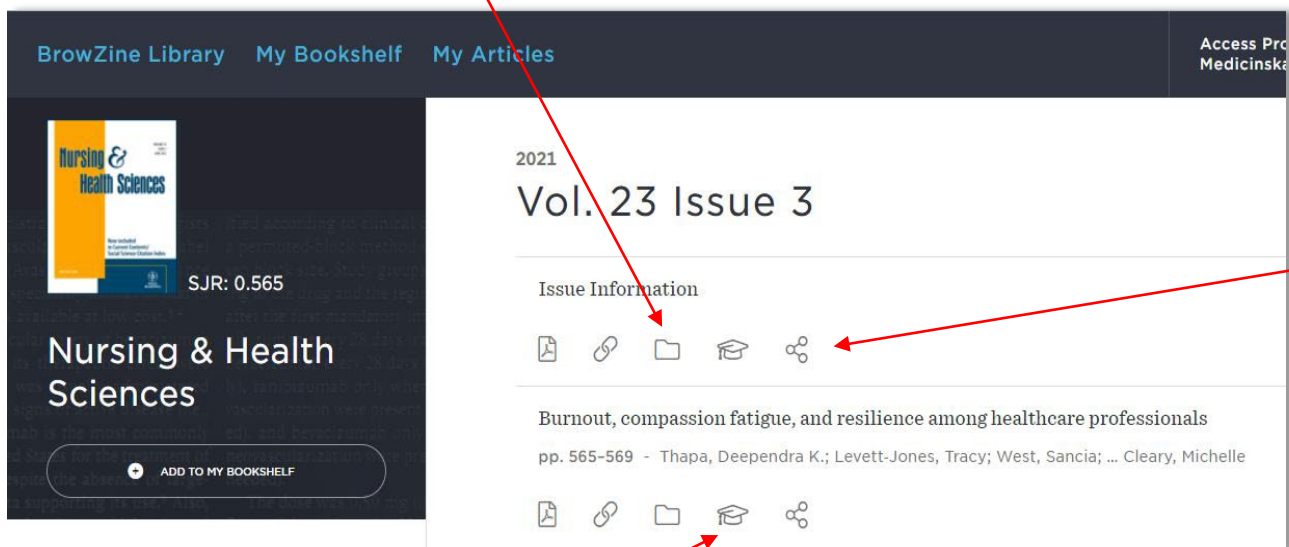 BrowZine Library My Bookshelf My Articles
Access Pro
Medicinska
Nursing &
Health Sciences
SJR: 0.565
Nursing & Health
Sciences
ADD TO MY BOOKSHELF
2021
Vol. 23 Issue 3
Issue Information
Burnout, compassion fatigue, and resilience among healthcare professionals
pp. 565–569 - Thapa, Deependra K.; Levett-Jones, Tracy; West, Sancia; ... Cleary, Michelle